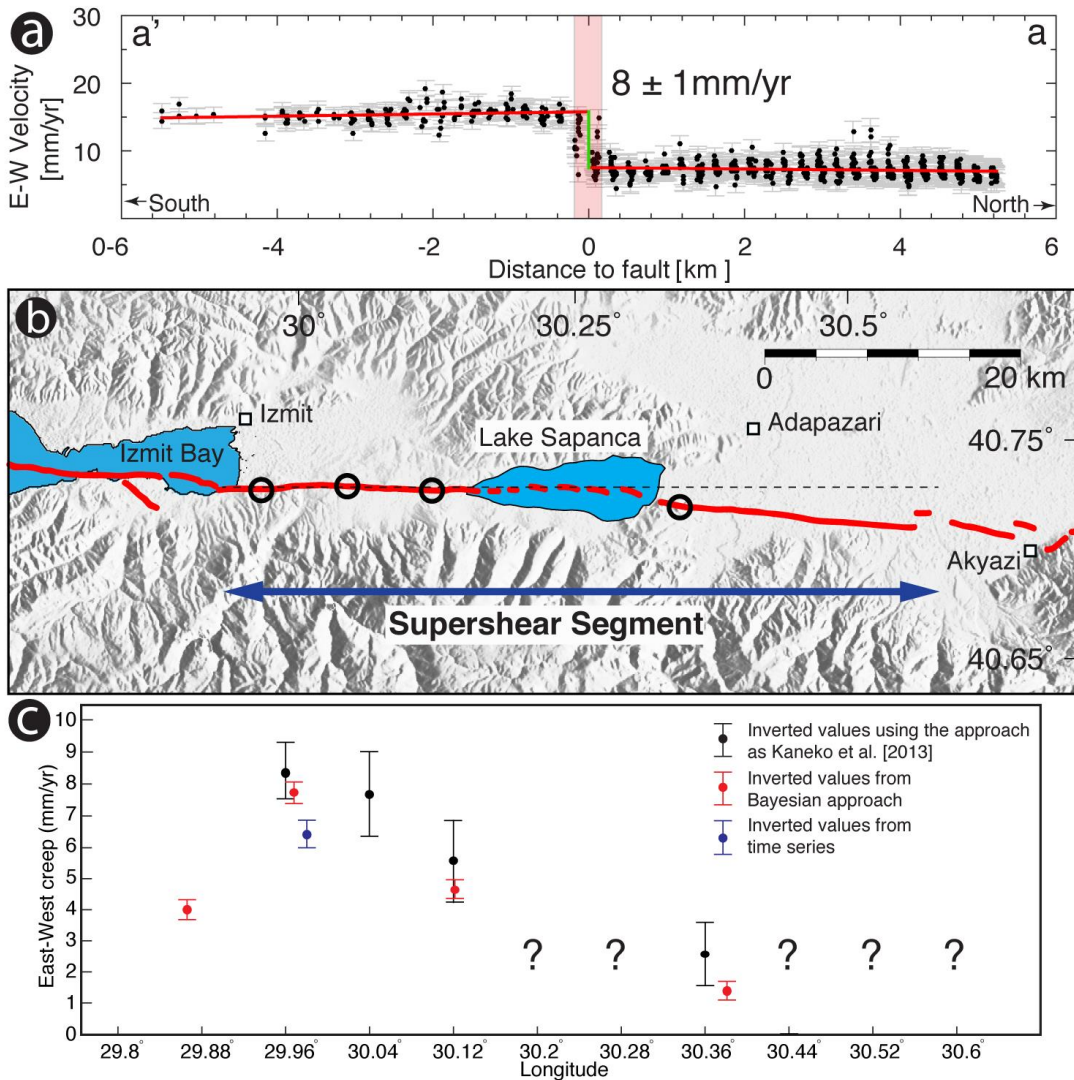 a
a'
a
30
20
10
E-W Velocity
[mm/yr]
8 ± 1mm/yr
←South
North→
0-6
-4
-2
0
2
4
6
Distance to fault [km ]
b
30°
30.25°
30.5°
0
20 km
Izmit
Adapazari
Lake Sapanca
40.75°
Izmit Bay
Akyazi
Supershear Segment
40.65°
c
10
9
8
7
6
5
4
3
2
1
0
East-West creep (mm/yr)
Inverted values using the approach
as Kaneko et al. [2013]
Inverted values from
Bayesian approach
Inverted values from
time series
? ? ? ? ?
29.8° 29.88° 29.96° 30.04° 30.12° 30.2° 30.28° 30.36° 30.44° 30.52° 30.6°
Longitude